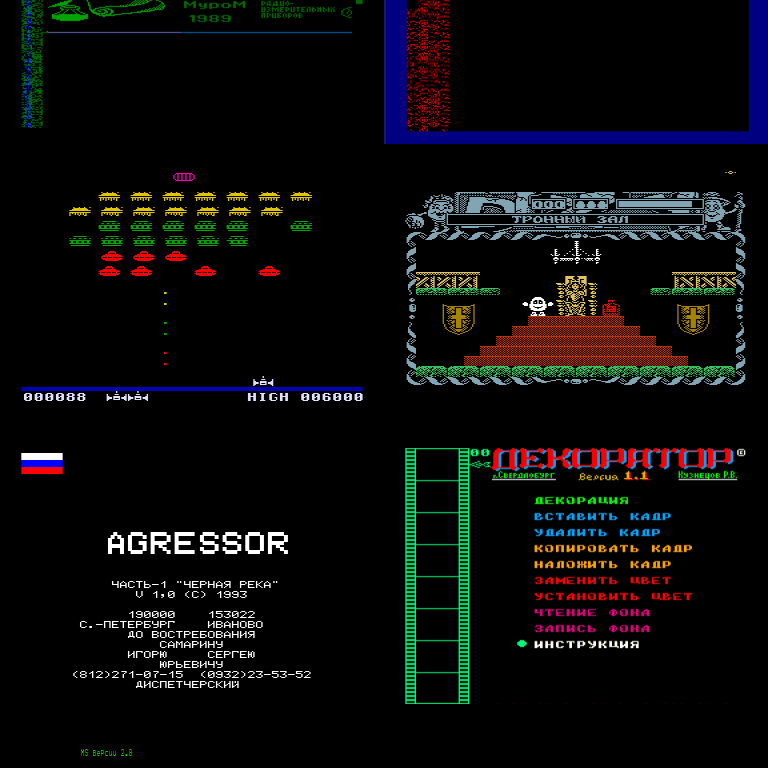 МуроМ
1989
РАДИО-
ИЗМЕРИТЕЛЬНЫХ
ПРИБОРОВ
000088
HIGH 006000
ТРОННЫЙ ЗАЛ
AGRESSOR
ЧАСТЬ-1 "ЧЕРНАЯ РЕКА"
V 1,0 (C) 1993
190000 153022
С.-ПЕТЕРБУРГ ИВАНОВО
ДО ВОСТРЕБОВАНИЯ
САМАРИНУ
ИГОРЮ СЕРГЕЮ
ЮРЬЕВИЧУ
(812)271-07-15 (0932)23-53-52
ДИСПЕТЧЕРСКИЙ
MS Версии 2.0
00 ДЕКОРАТОР ®
г.Свердлобург Версия 1.1 Кузнецов Р.В.
ДЕКОРАЦИЯ
ВСТАВИТЬ КАДР
УДАЛИТЬ КАДР
КОПИРОВАТЬ КАДР
НАЛОЖИТЬ КАДР
ЗАМЕНИТЬ ЦВЕТ
УСТАНОВИТЬ ЦВЕТ
ЧТЕНИЕ ФОНА
ЗАПИСЬ ФОНА
ИНСТРУКЦИЯ